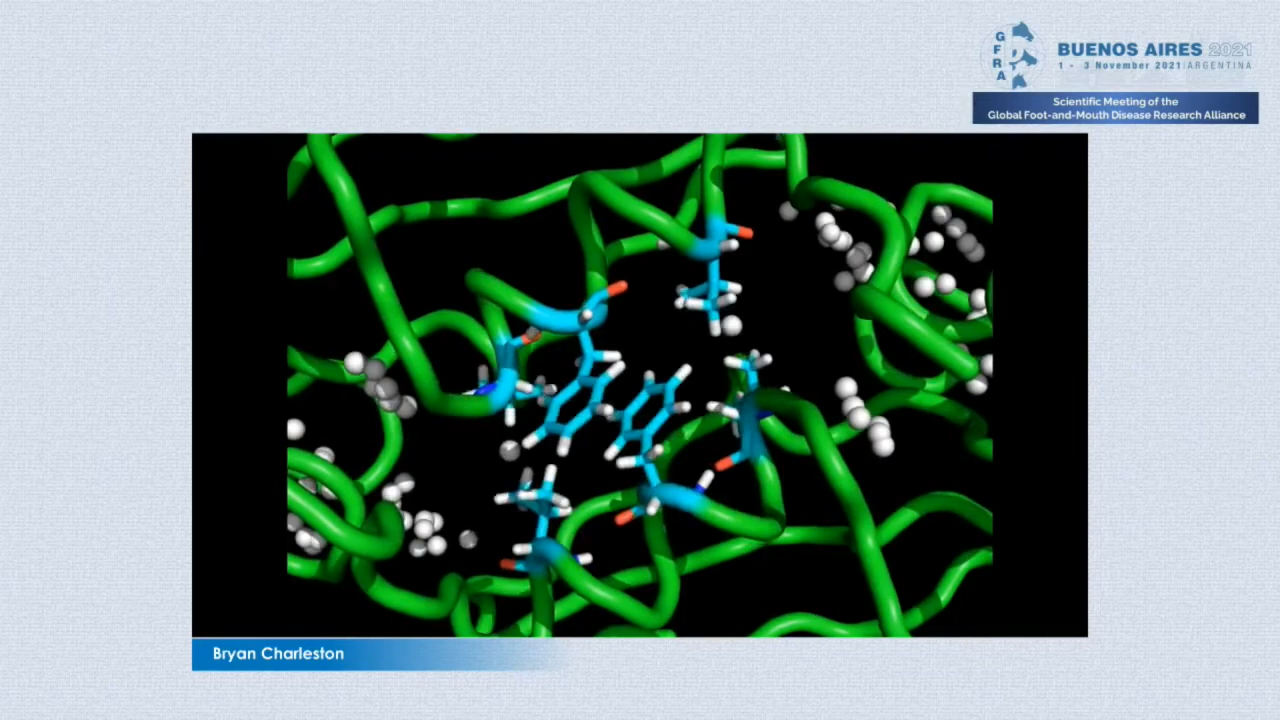 G
F
R
A
BUENOS AIRES 2021
1 - 3 November 2021 ARGENTINA
Scientific Meeting of the
Global Foot-and-Mouth Disease Research Alliance
Bryan Charleston